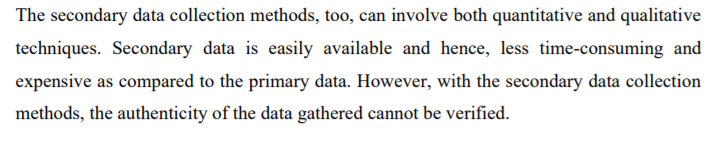 The secondary data collection methods, too, can involve both quantitative and qualitative
techniques. Secondary data is easily available and hence, less time-consuming and
expensive as compared to the primary data. However, with the secondary data collection
methods, the authenticity of the data gathered cannot be verified.